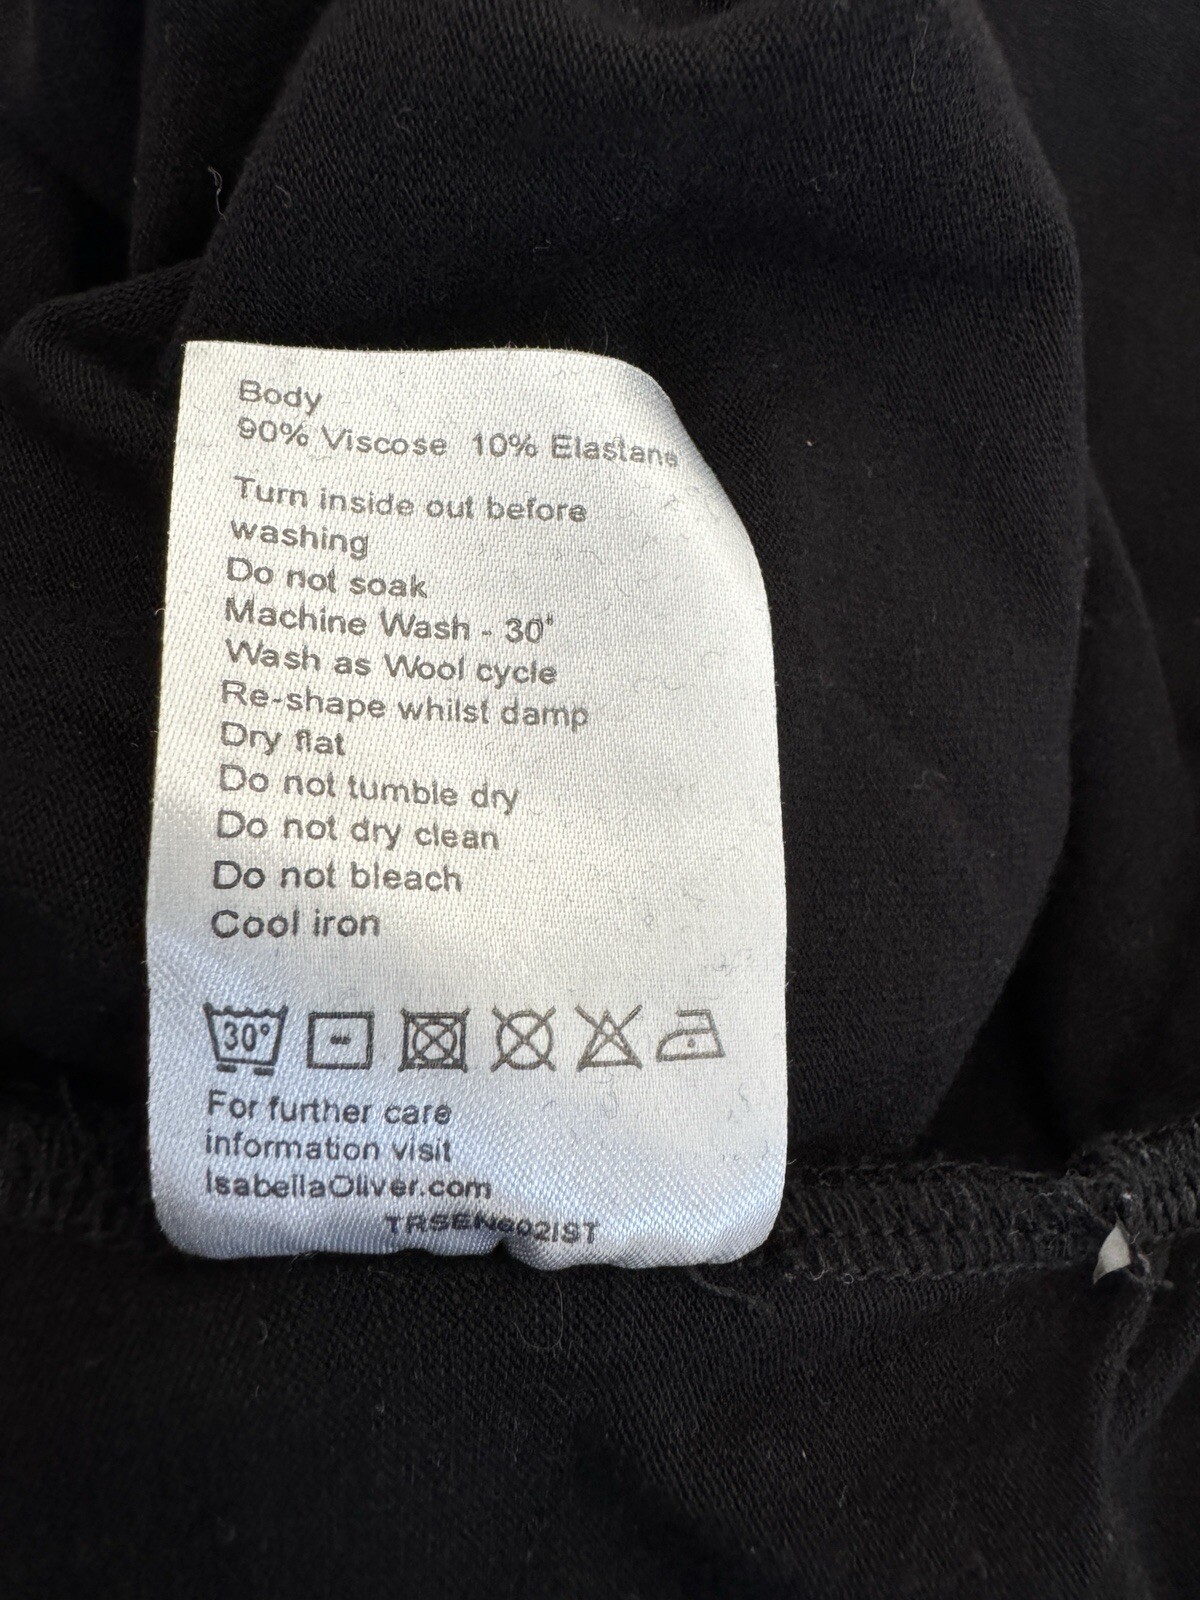 Body
90% Viscose 10% Elastane
Turn inside out before
washing
Do not soak
Machine Wash - 30°
Wash as Wool cycle
Re-shape whilst damp
Dry flat
Do not tumble dry
Do not dry clean
Do not bleach
Cool iron
30°
For further care
information visit
IsabellaOliver.com
TRSEN602IST